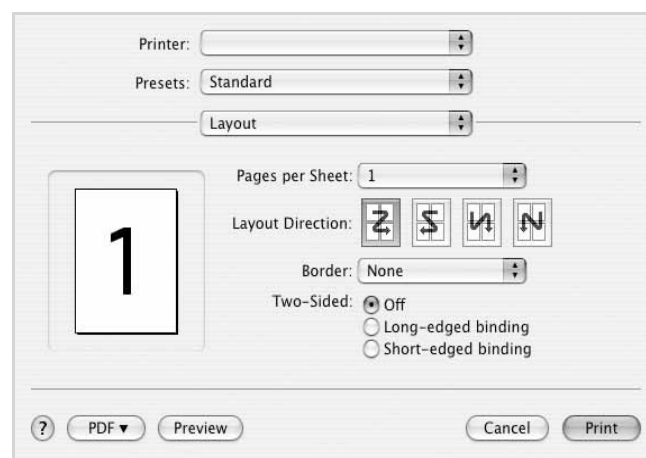 Printer:
Presets: Standard
Layout
Pages per Sheet: 1
1
Layout Direction:
Border: None
Two-Sided: Off
Long-edged binding
Short-edged binding
? PDF▼ Preview Cancel Print